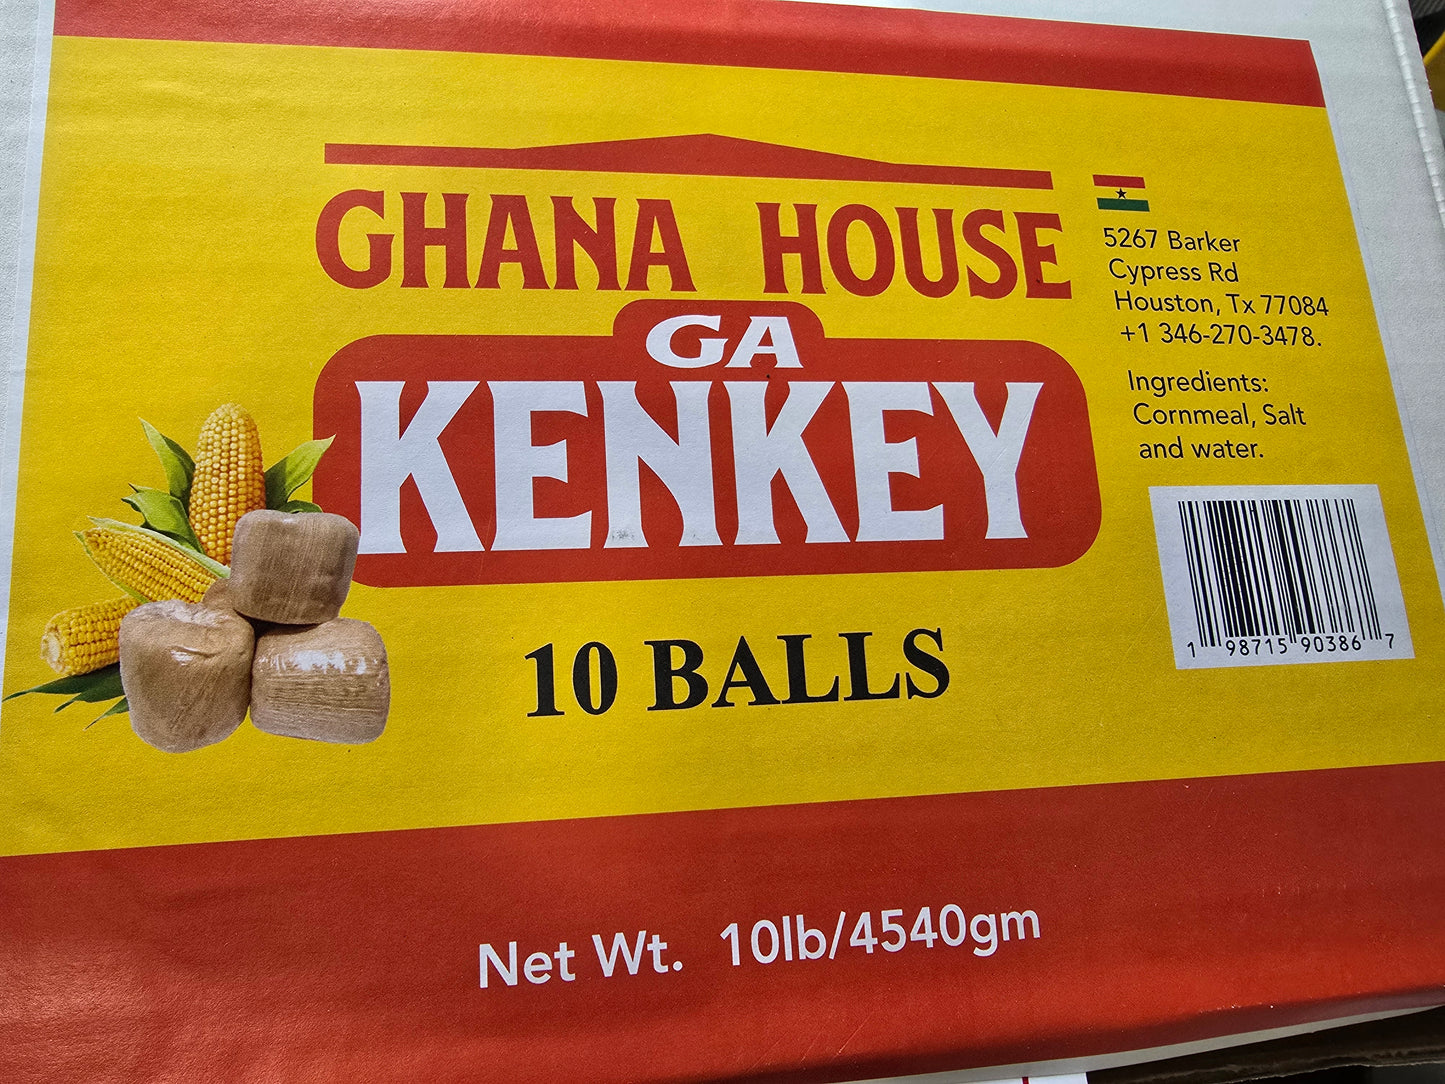 GHANA HOUSE
GA
KENKEY
10 BALLS
Net Wt. 10lb/4540gm
5267 Barker
Cypress Rd
Houston, Tx 77084
+1 346-270-3478.
Ingredients:
Cornmeal, Salt
and water.
1 98715 90386 7